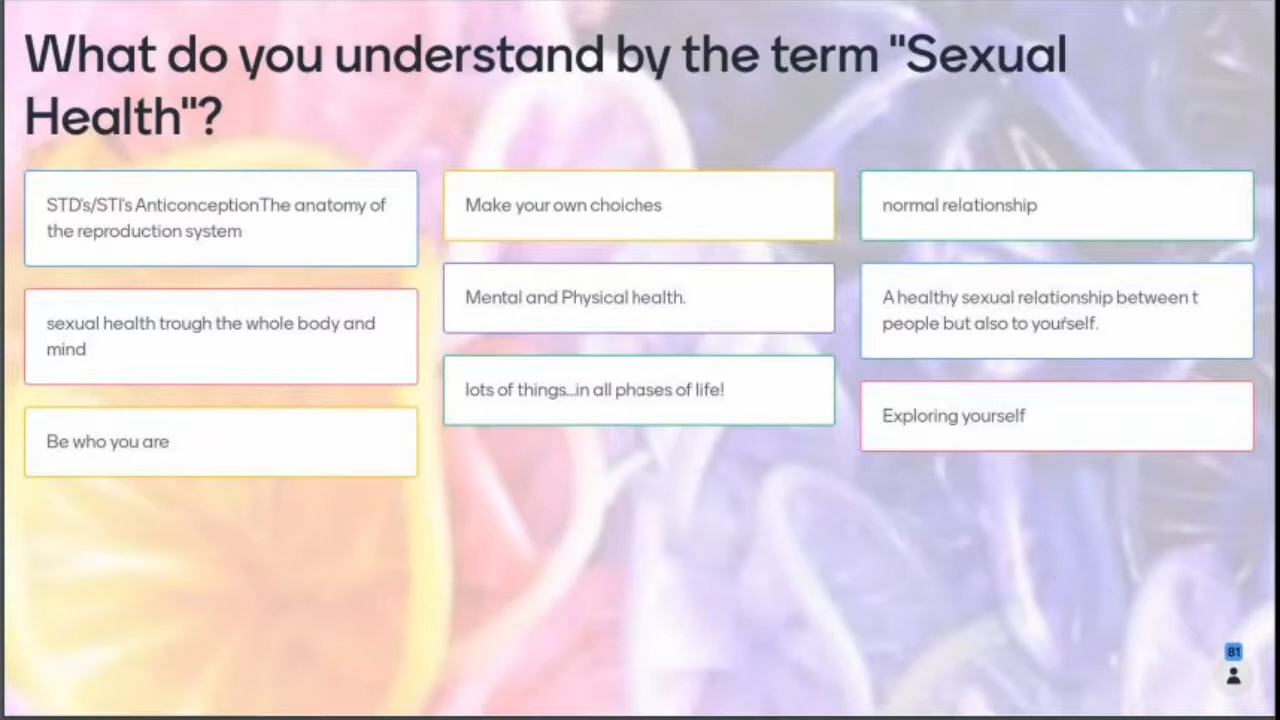 What do you understand by the term "Sexual
Health"?
STD's/STI's AnticonceptionThe anatomy of
the reproduction system
sexual health trough the whole body and
mind
Be who you are
Make your own choiches
Mental and Physical health.
lots of things...in all phases of life!
normal relationship
A healthy sexual relationship between t
people but also to yourself.
Exploring yourself
81